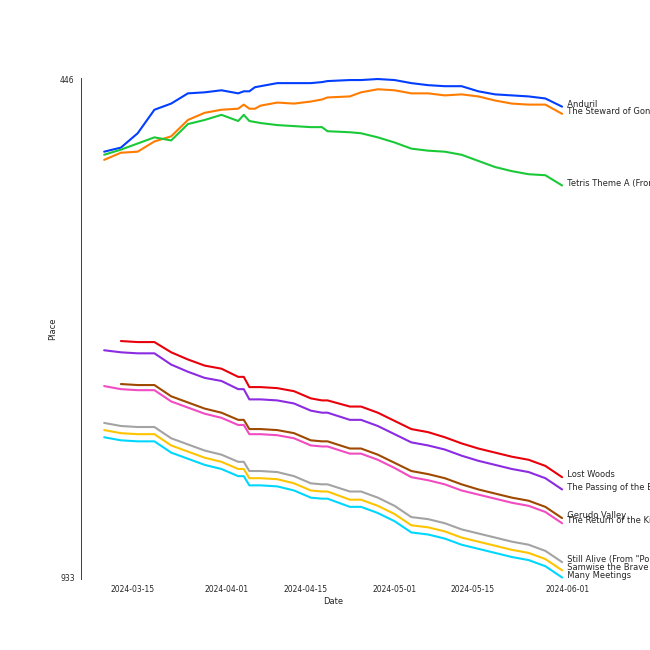 446
Anduril
The Steward of Gon
Tetris Theme A (Fro
Place
Lost Woods
The Passing of the E
Gerudo Valley
The Return of the Ki
Still Alive (From "Po
Samwise the Brave
Many Meetings
933
2024-03-15 2024-04-01 2024-04-15 2024-05-01 2024-05-15 2024-06-01
Date